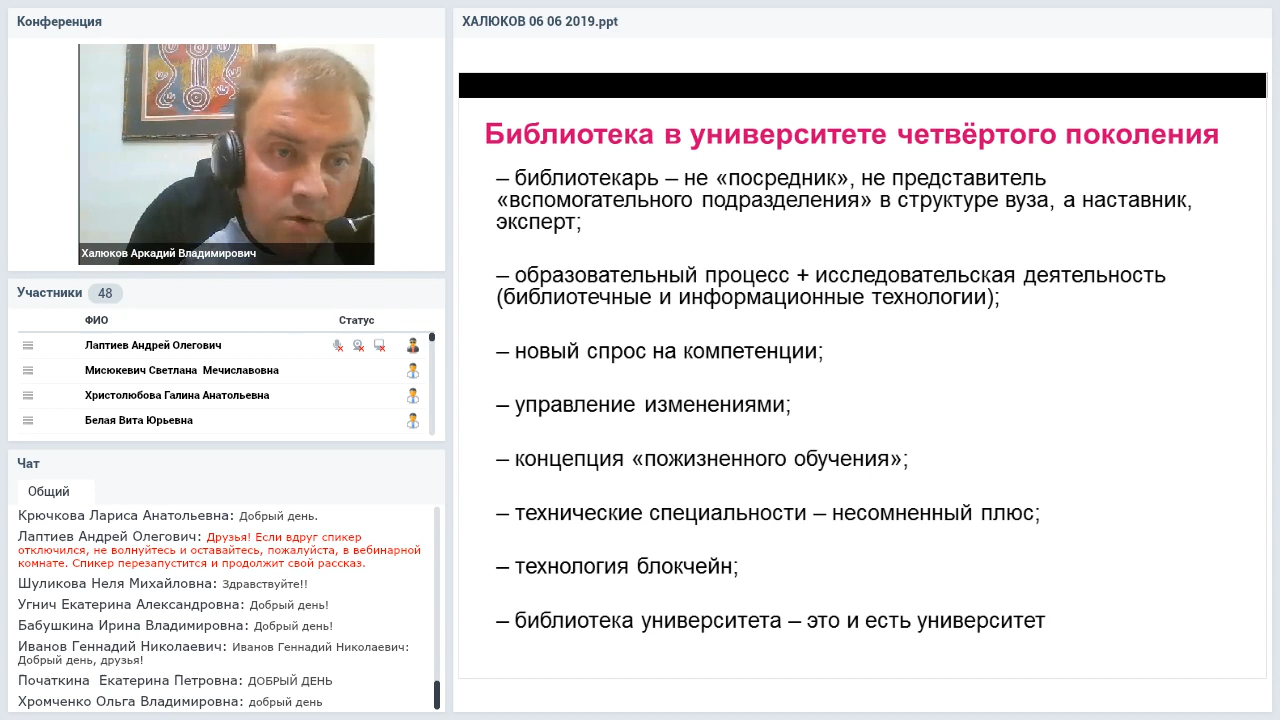 Конференция
Халюков Аркадий Владимирович
Участники 48
ФИО Статус
Лаптиев Андрей Олегович
Мисюкевич Светлана Мечиславовна
Христолюбова Галина Анатольевна
Белая Вита Юрьевна
Чат
Общий
Крючкова Лариса Анатольевна: Добрый день.
Лаптиев Андрей Олегович: Друзья! Если вдруг спикер
отключился, не волнуйтесь и оставайтесь, пожалуйста, в вебинарной
комнате. Спикер перезапустится и продолжит свой рассказ.
Шуликова Неля Михайловна: Здравствуйте!!
Угнич Екатерина Александровна: Добрый день!
Бабушкина Ирина Владимировна: Добрый день!
Иванов Геннадий Николаевич: Иванов Геннадий Николаевич:
Добрый день, друзья!
Початкина Екатерина Петровна: ДОБРЫЙ ДЕНЬ
Хромченко Ольга Владимировна: добрый день
ХАЛЮКОВ 06 06 2019.ppt
Библиотека в университете четвёртого поколения
– библиотекарь – не «посредник», не представитель
«вспомогательного подразделения» в структуре вуза, а наставник,
эксперт;
– образовательный процесс + исследовательская деятельность
(библиотечные и информационные технологии);
– новый спрос на компетенции;
– управление изменениями;
– концепция «пожизненного обучения»;
– технические специальности – несомненный плюс;
– технология блокчейн;
– библиотека университета – это и есть университет